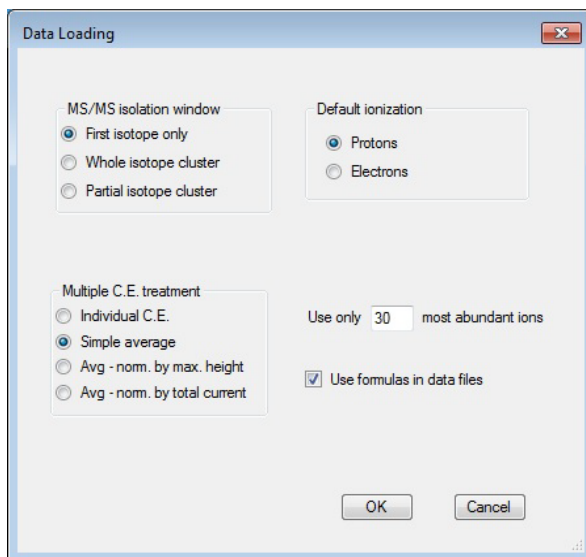 Data Loading
MS/MS isolation window
First isotope only
Whole isotope cluster
Partial isotope cluster
Default ionization
Protons
Electrons
Multiple C.E. treatment
Individual C.E.
Simple average
Avg - norm. by max. height
Avg - norm. by total current
Use only 30 most abundant ions
Use formulas in data files
OK
Cancel